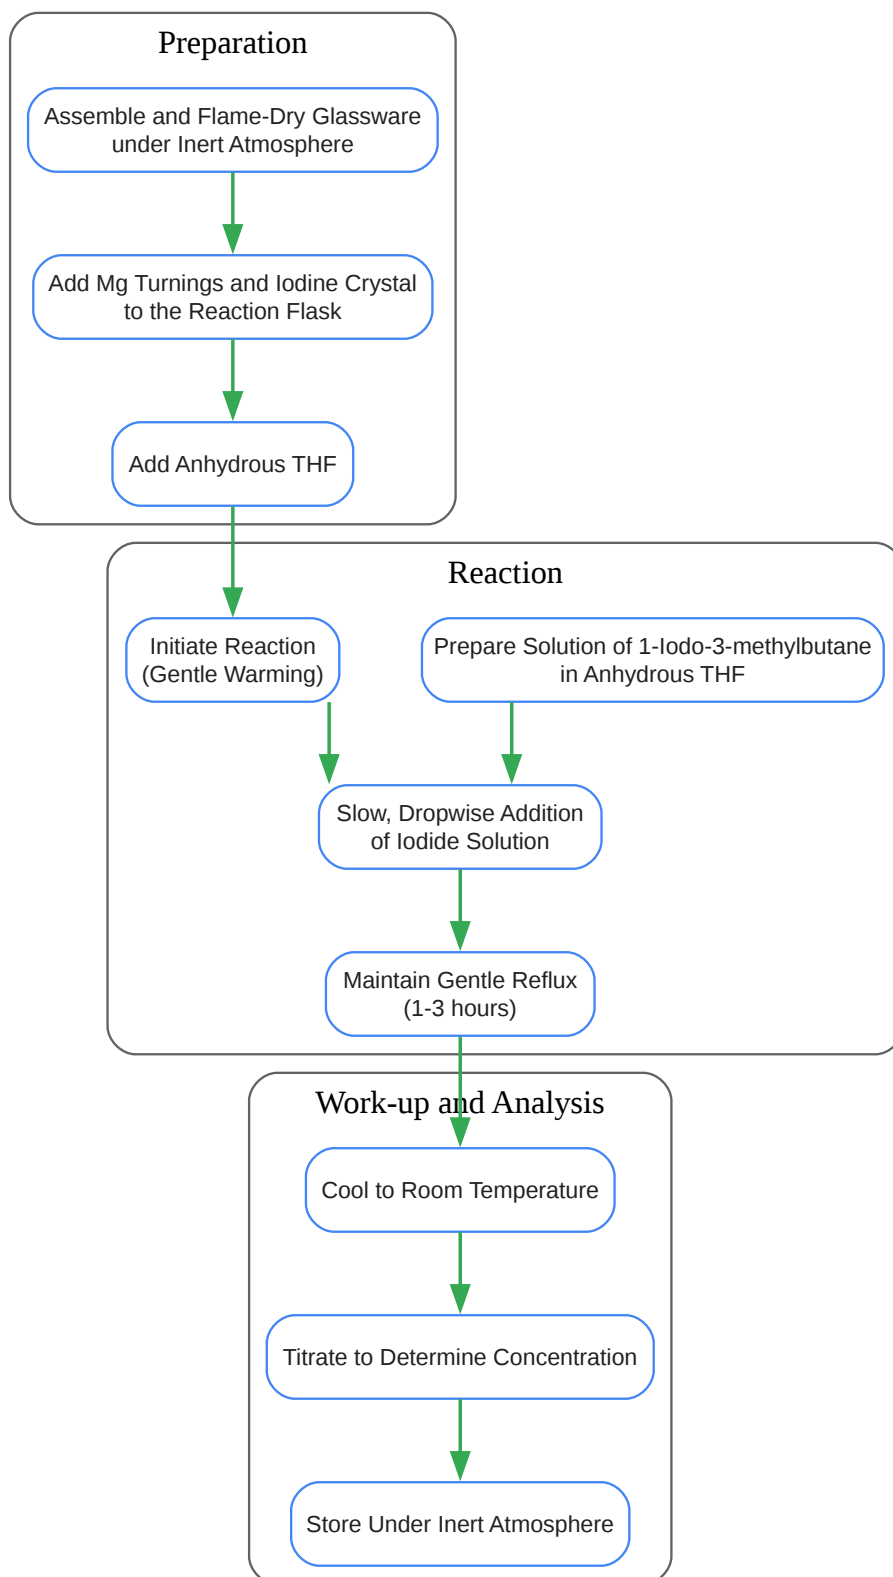 Preparation
Assemble and Flame-Dry Glassware
under Inert Atmosphere
Add Mg Turnings and Iodine Crystal
to the Reaction Flask
Add Anhydrous THF
Reaction
Initiate Reaction
(Gentle Warming)
Prepare Solution of 1-Iodo-3-methylbutane
in Anhydrous THF
Slow, Dropwise Addition
of Iodide Solution
Maintain Gentle Reflux
(1-3 hours)
Work-up and Analysis
Cool to Room Temperature
Titrate to Determine Concentration
Store Under Inert Atmosphere